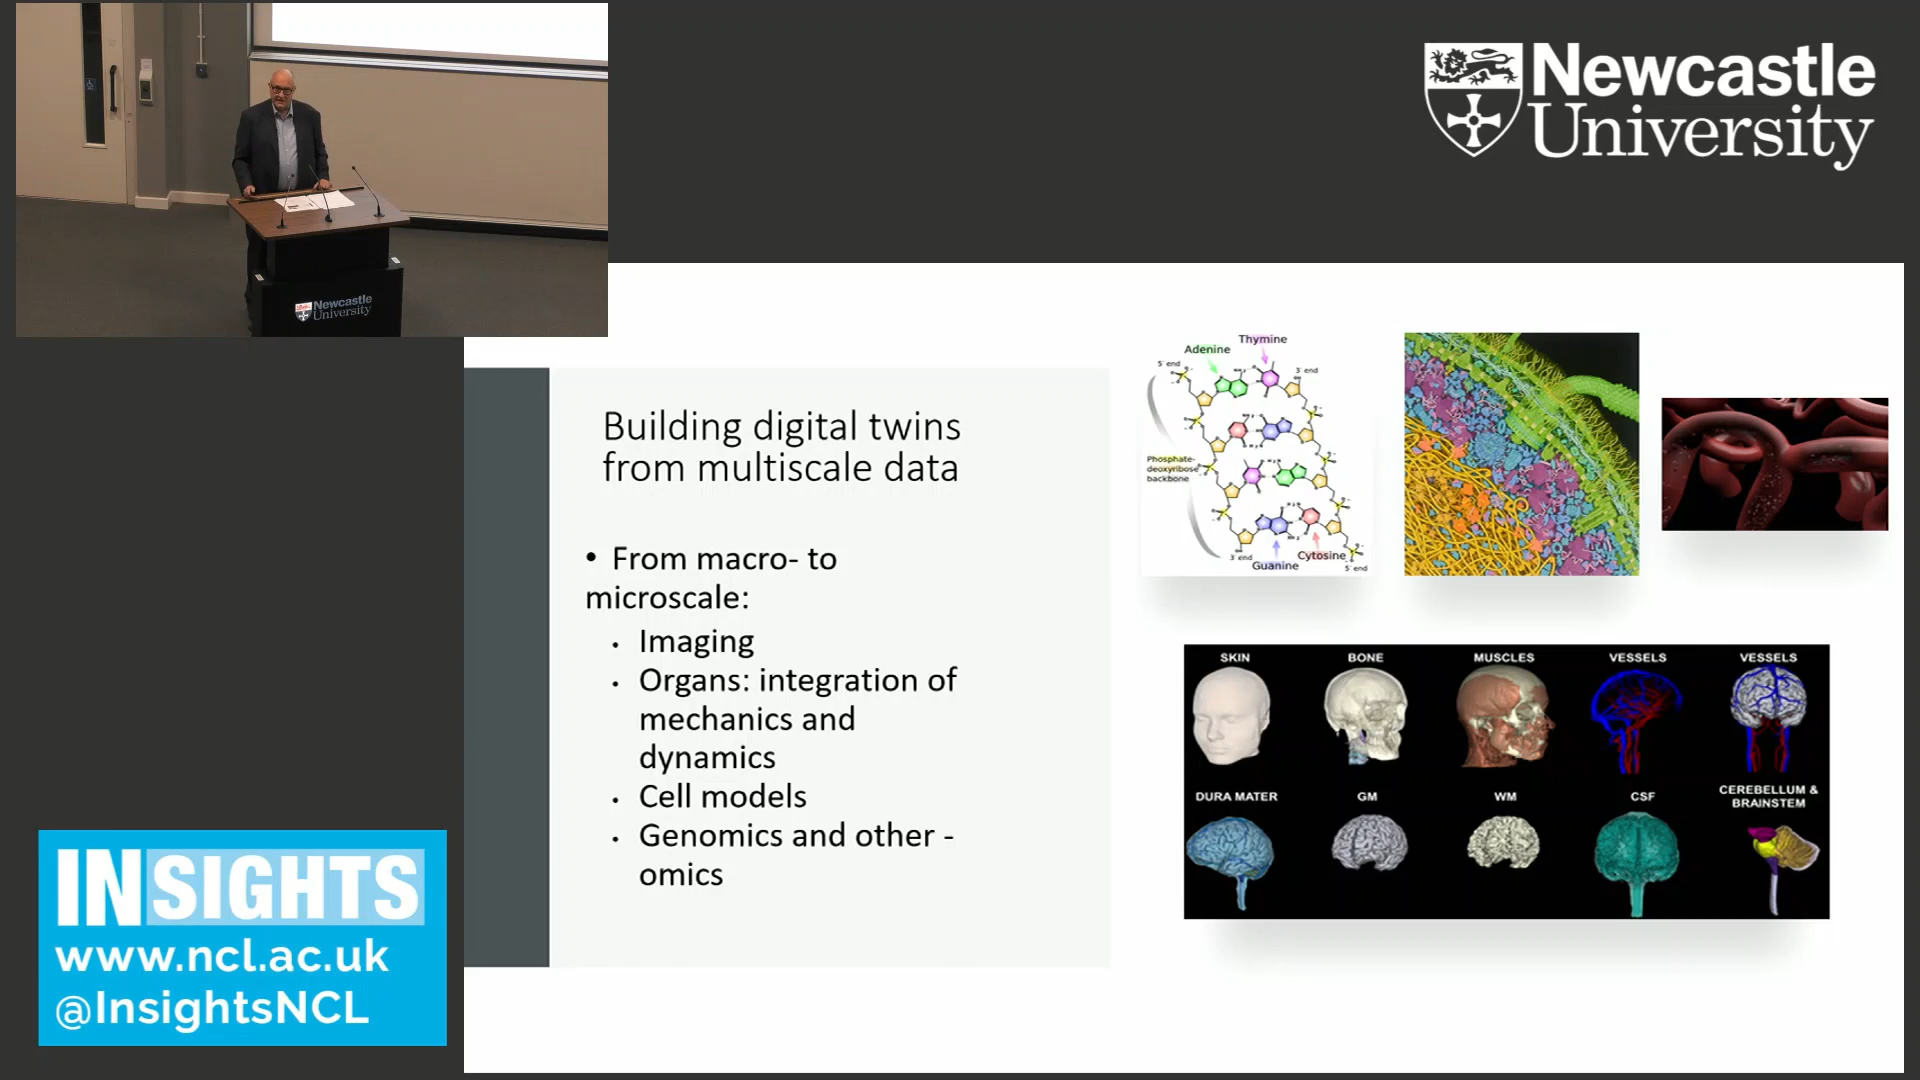 Newcastle
University
Newcastle
University
Building digital twins
from multiscale data
• From macro- to
microscale:
• Imaging
• Organs: integration of
mechanics and
dynamics
• Cell models
• Genomics and other -
omics
Thymine
Adenine
5' end
3' end
Phosphate-
deoxyribose
backbone
3' end
Cytosine
Guanine
5' end
SKIN BONE MUSCLES VESSELS VESSELS
DURA MATER GM WM CSF CEREBELLUM &
BRAINSTEM
INSIGHTS
www.ncl.ac.uk
@InsightsNCL